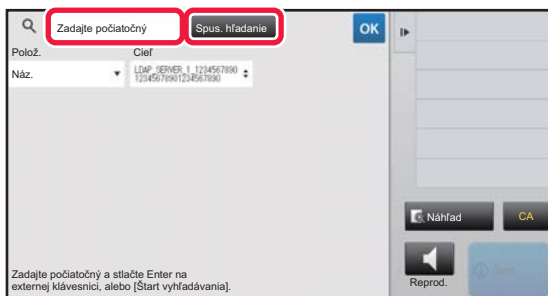 Zadajte počiatočný
Spus. hľadanie
OK
Polož.
Cieľ
Náz.
LDAP_SERVER_1_1234567890
12345678901234567890
Náhľad
CA
Zadajte počiatočný a stlačte Enter na
externej klávesnici, alebo [Štart vyhľadávania].
Reprod.
Štart